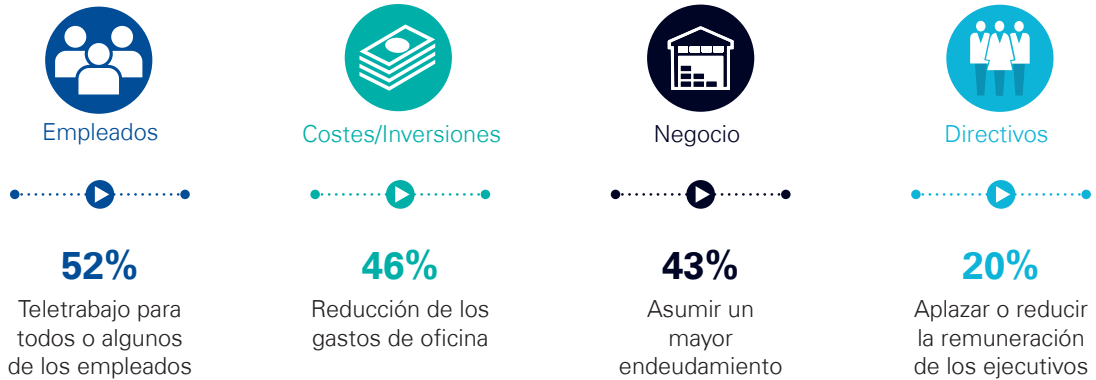 Empleados
52%
Teletrabajo para
todos o algunos
de los empleados
Costes/Inversiones
46%
Reducción de los
gastos de oficina
Negocio
43%
Asumir un
mayor
endeudamiento
Directivos
20%
Aplazar o reducir
la remuneración
de los ejecutivos